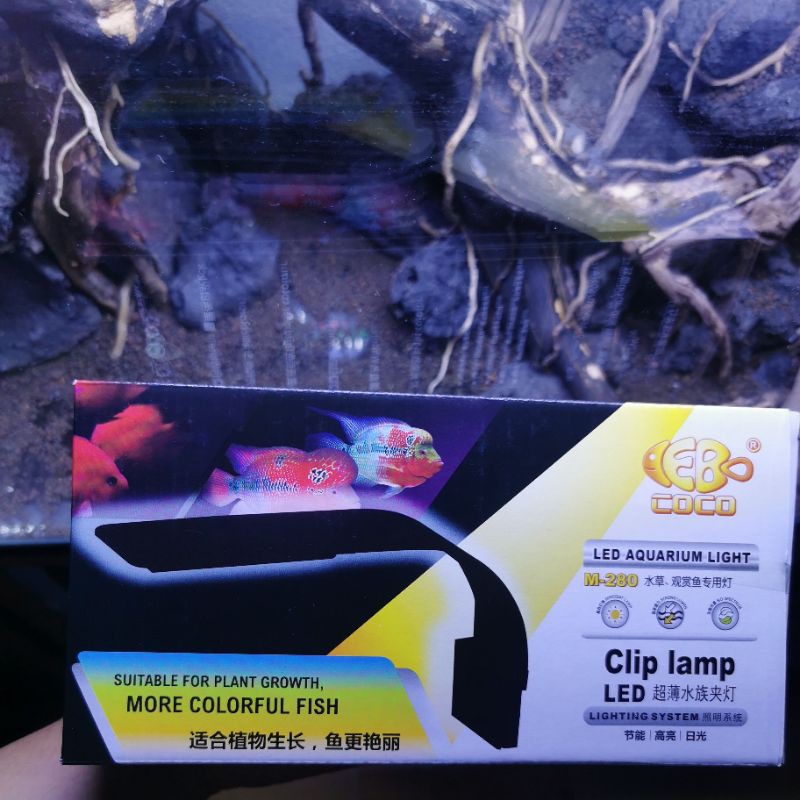 AEBO®
COCO
LED AQUARIUM LIGHT
M-280 水草、观赏鱼专用灯
Clip lamp
LED 超薄水族夹灯
LIGHTING SYSTEM 照明系统
节能 | 高亮 | 日光
SUITABLE FOR PLANT GROWTH,
MORE COLORFUL FISH
适合植物生长，鱼更艳丽